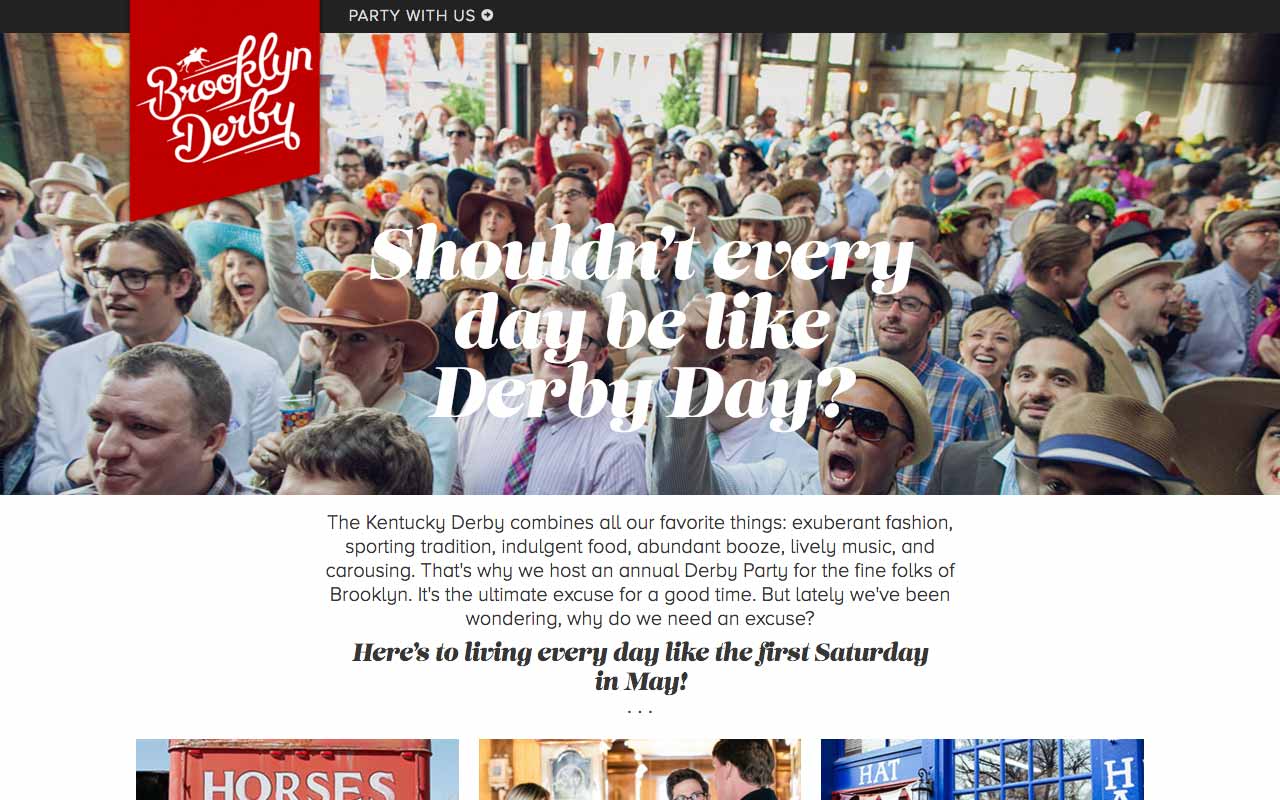 PARTY WITH US
Brooklyn
Derby
Shouldn't every
day be like
Derby Day?
The Kentucky Derby combines all our favorite things: exuberant fashion,
sporting tradition, indulgent food, abundant booze, lively music, and
carousing. That's why we host an annual Derby Party for the fine folks of
Brooklyn. It's the ultimate excuse for a good time. But lately we've been
wondering, why do we need an excuse?
Here's to living every day like the first Saturday
in May!
. . .
HORSES
HAT
H